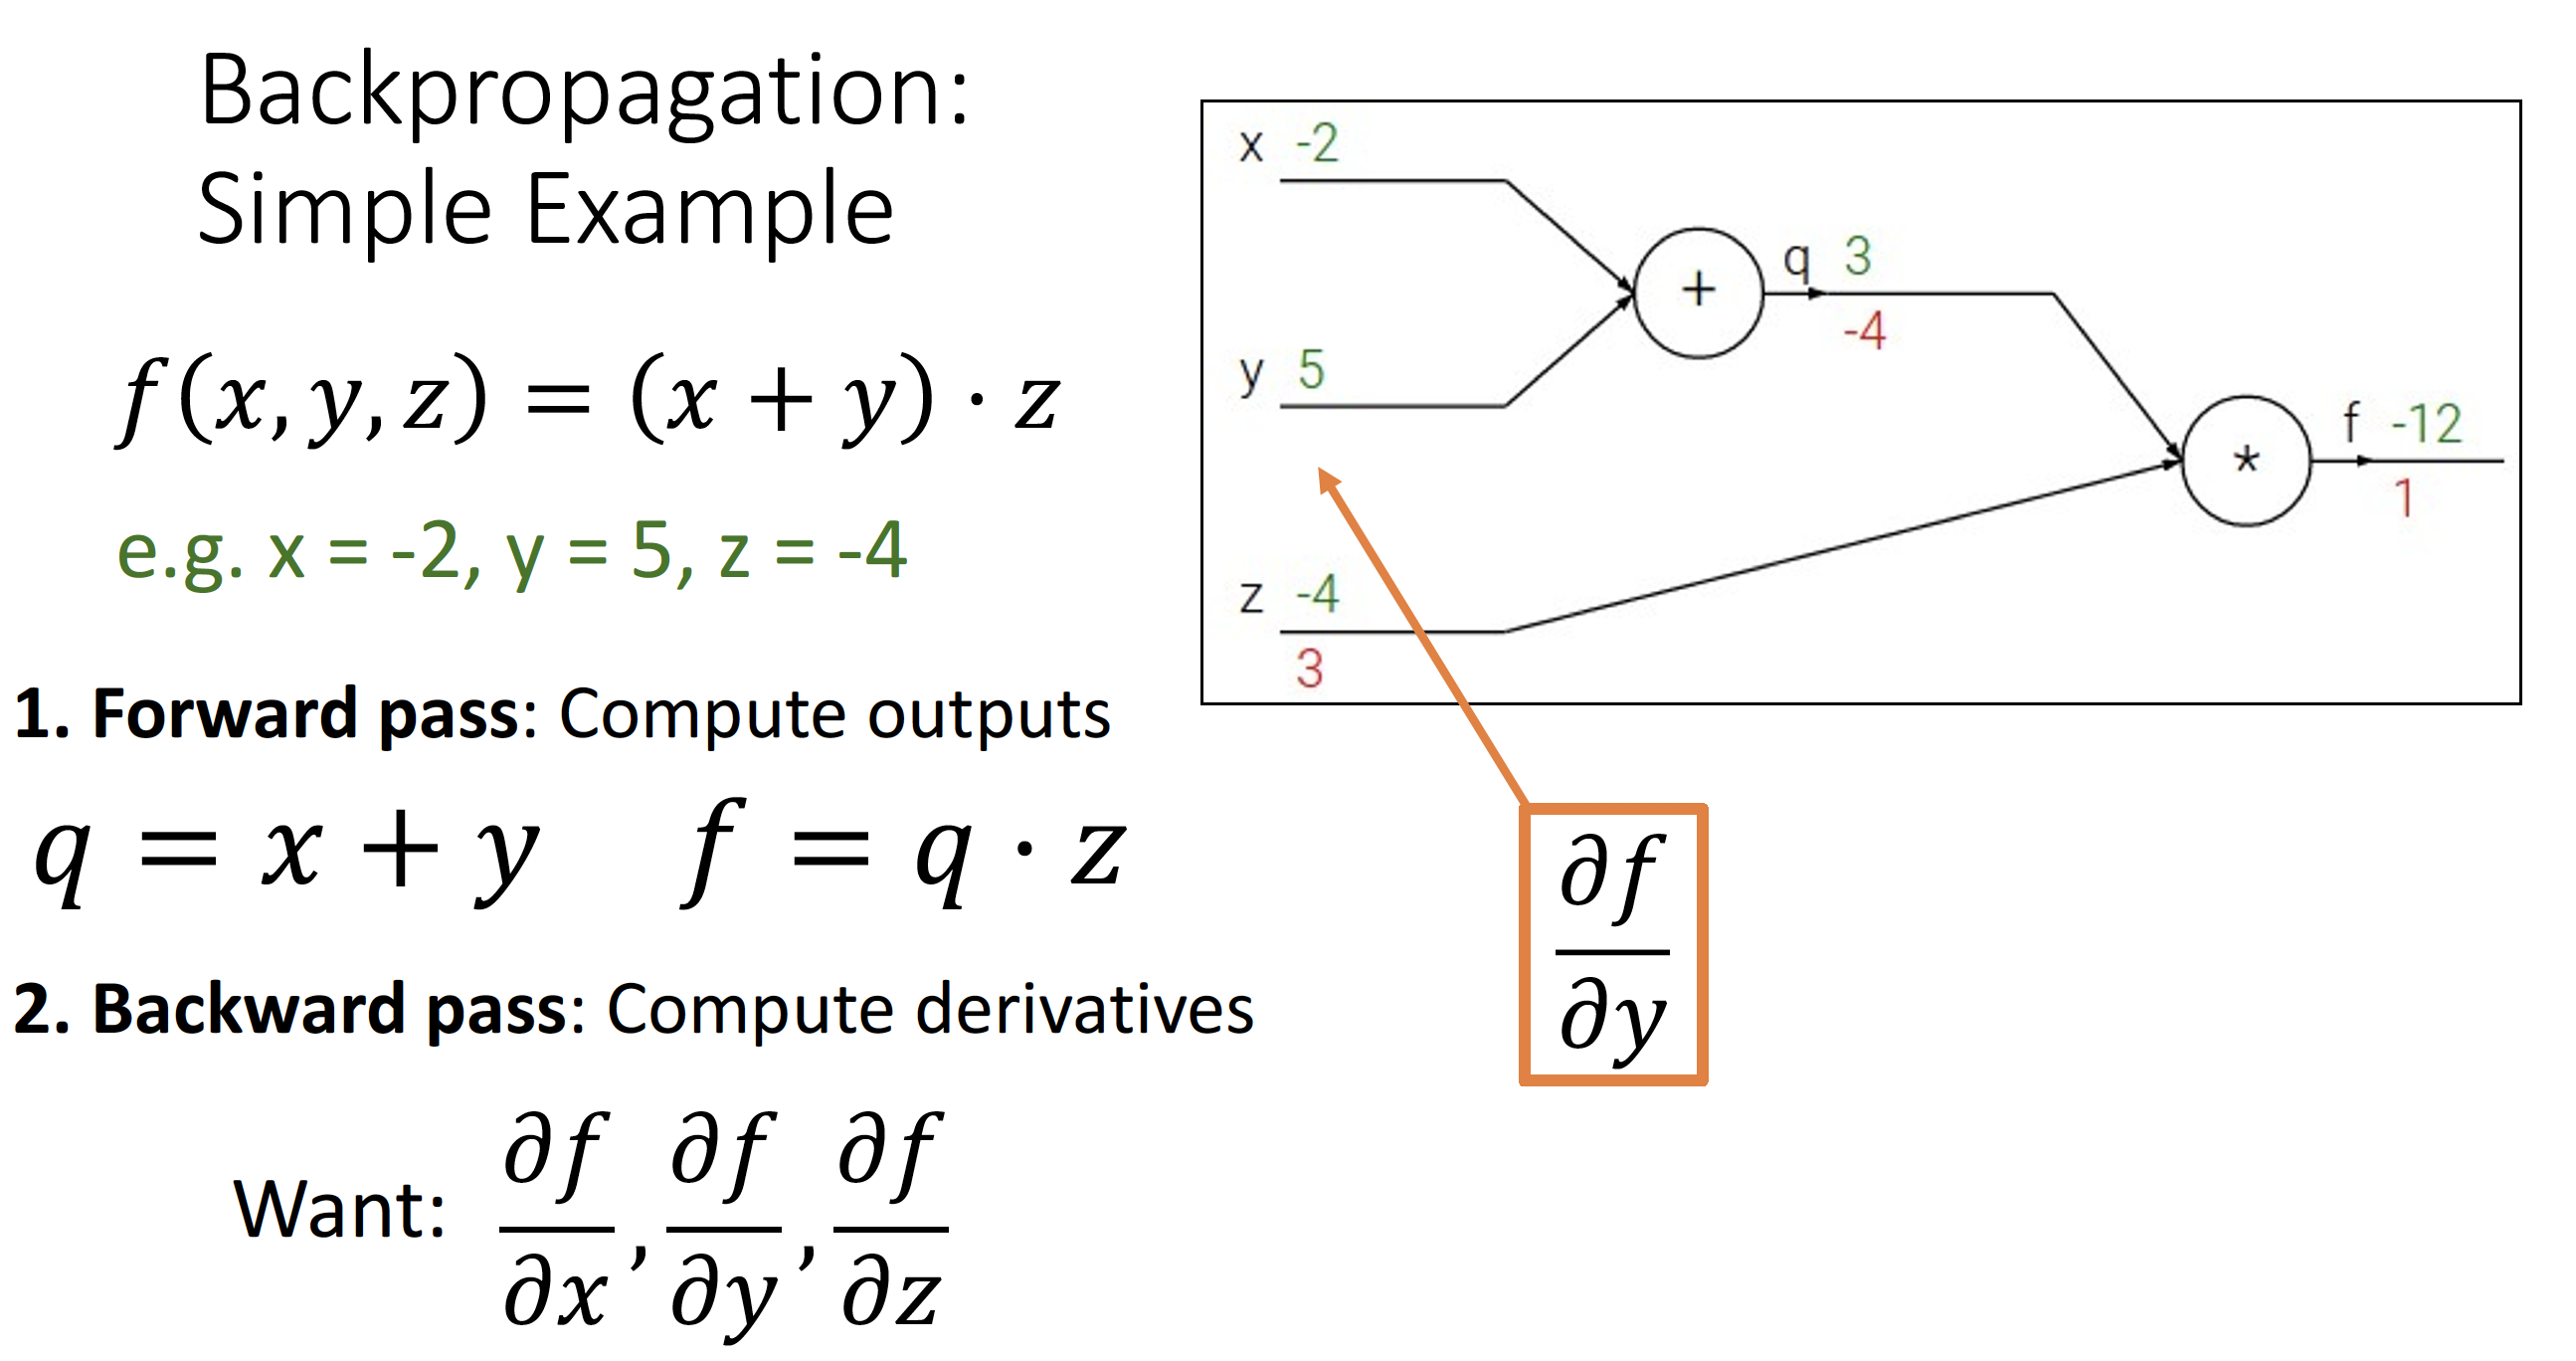 Backpropagation:
Simple Example
f(x, y, z) = (x + y) · z
e.g. x = -2, y = 5, z = -4
1. Forward pass: Compute outputs
q = x + y f = q · z
2. Backward pass: Compute derivatives
Want: ∂f/∂x, ∂f/∂y, ∂f/∂z
x -2
y 5
z -4
3
+
q 3
-4
*
f -12
1
∂f/∂y